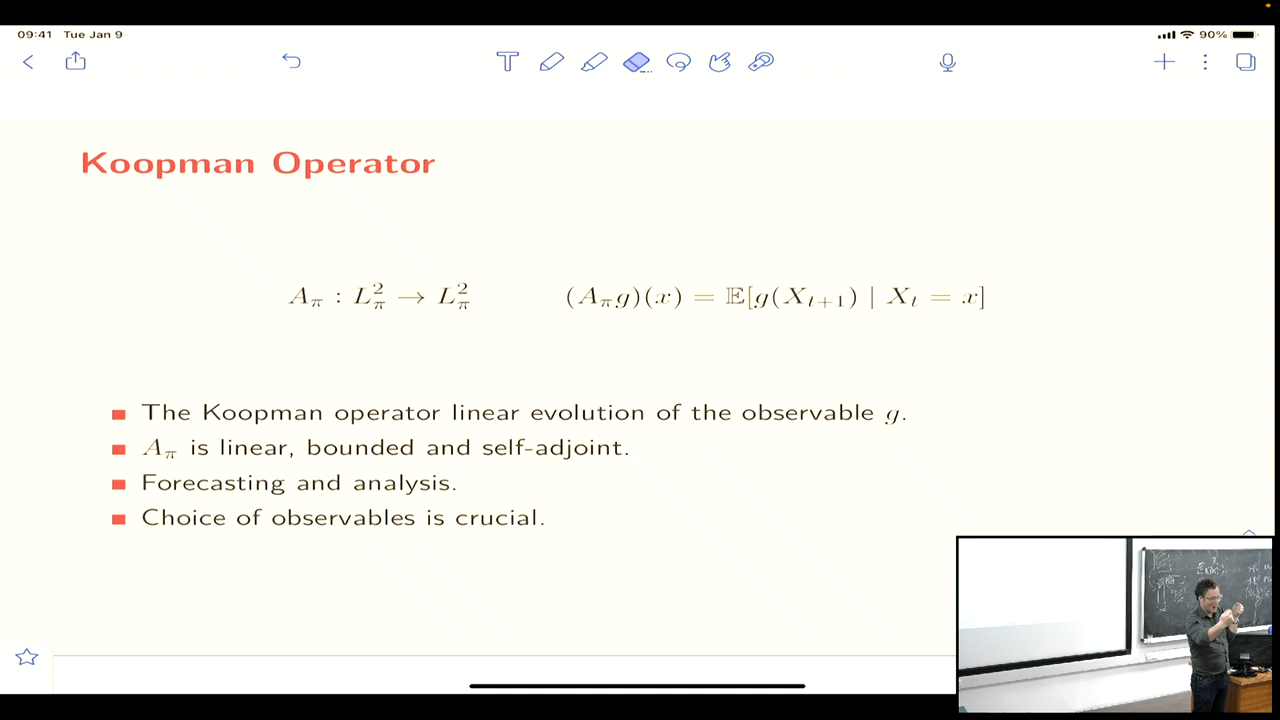 09:41 Tue Jan 9
90%
Koopman Operator
A_π : L²_π → L²_π (A_π g)(x) = 𝔼[g(X_{t+1}) | X_t = x]
The Koopman operator linear evolution of the observable g.
A_π is linear, bounded and self-adjoint.
Forecasting and analysis.
Choice of observables is crucial.